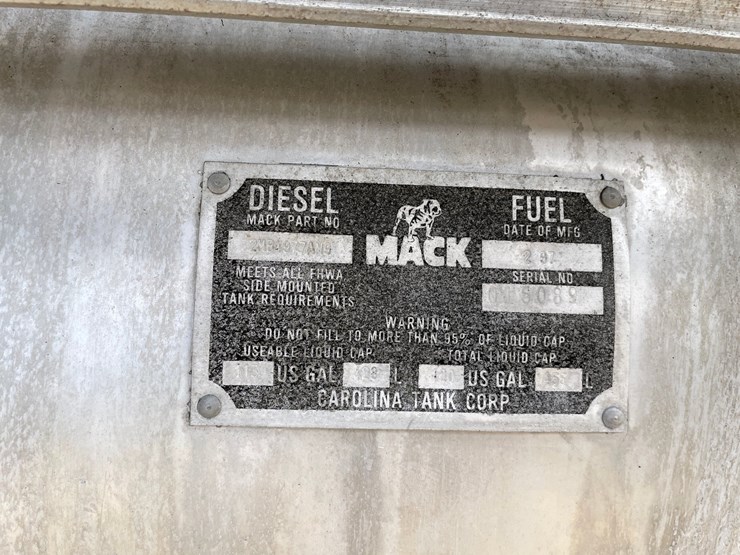 DIESEL FUEL
MACK PART NO. DATE OF MFG
MACK
MEETS ALL FHWA SERIAL NO.
SIDE MOUNTED
TANK REQUIREMENTS
WARNING
DO NOT FILL TO MORE THAN 95% OF LIQUID CAP
USEABLE LIQUID CAP TOTAL LIQUID CAP
US GAL L US GAL L
CAROLINA TANK CORP